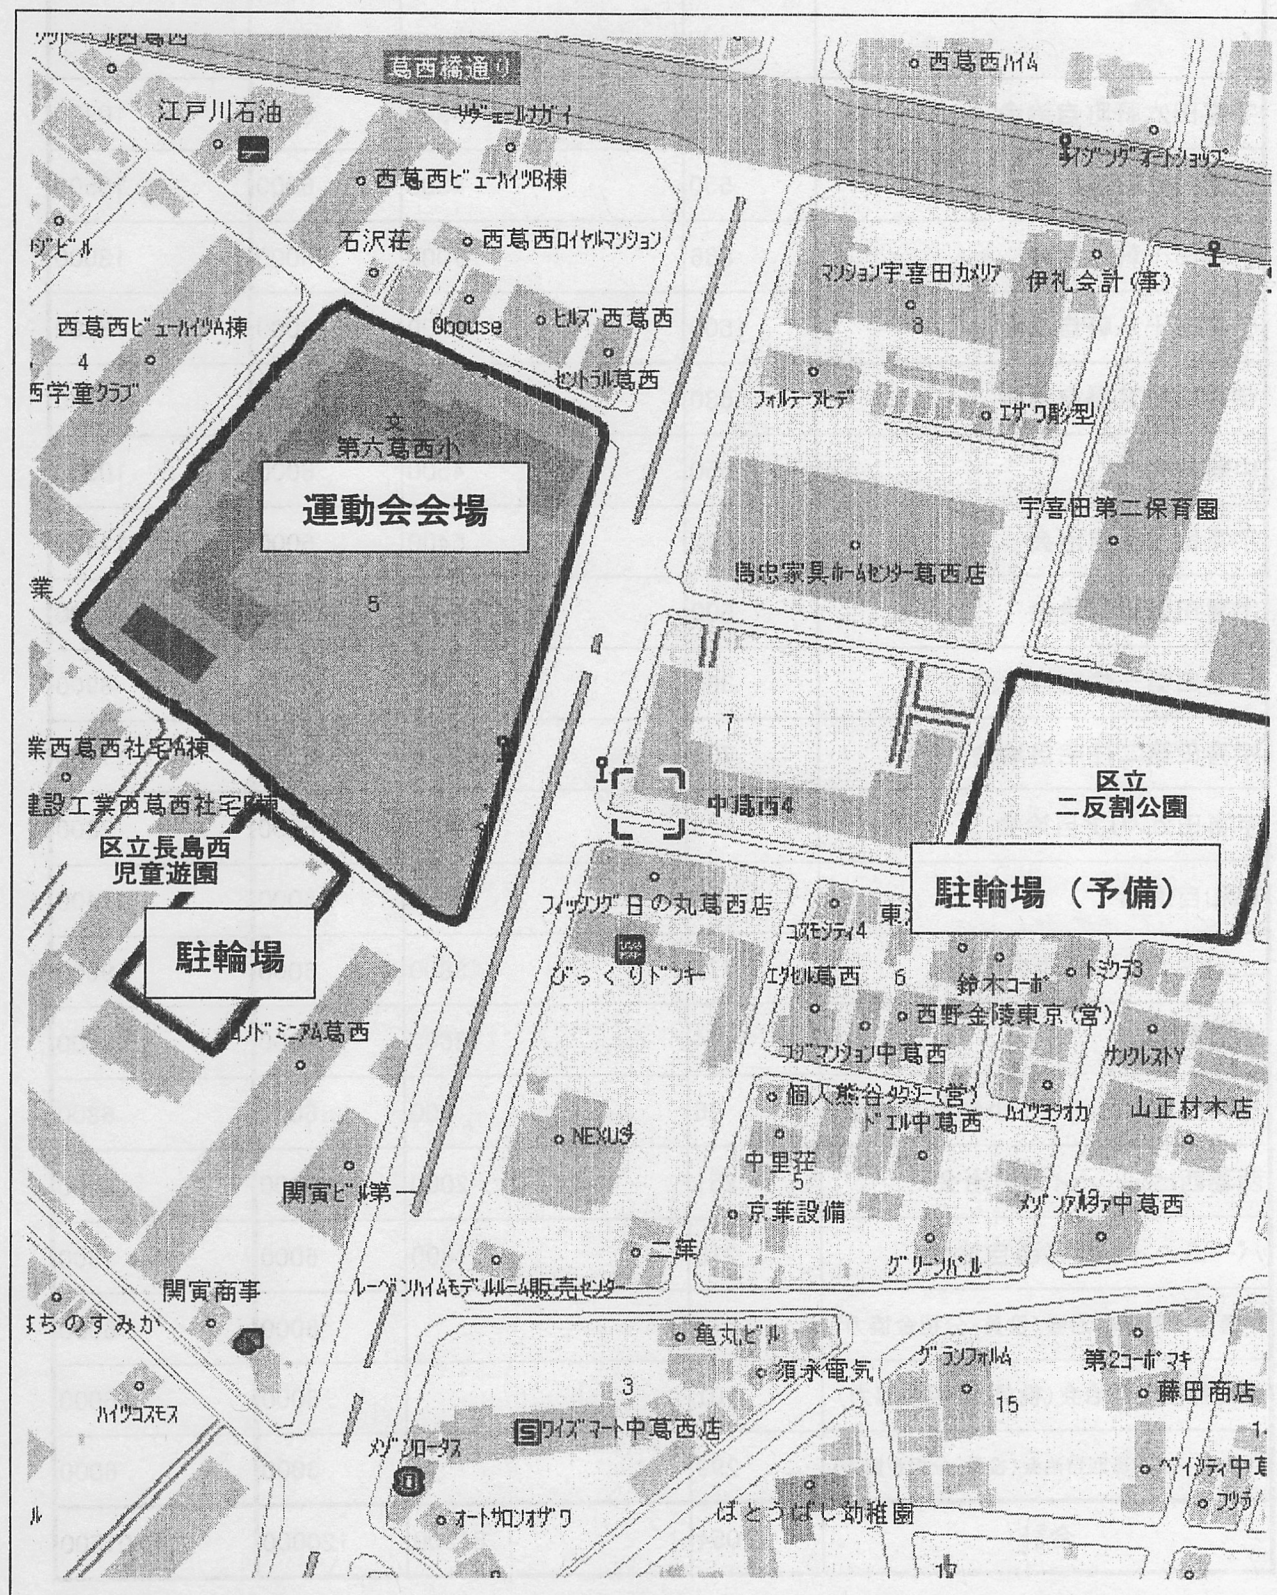 葛西橋通り
西葛西ハイム
江戸川石油
リヴェールナガイ
ライジングオートショップ
西葛西ビューハイツB棟
石沢荘
西葛西ロイヤルマンション
マンション宇喜田カメリア
伊礼会計(事)
8
Ohouse
ヒルズ西葛西
西葛西ビューハイツA棟
4
西学童クラブ
セントラル葛西
フォルテーヌヒデ
エザワ彫型
文
第六葛西小
運動会会場
宇喜田第二保育園
島忠家具ホームセンター葛西店
業
5
7
業西葛西社宅A棟
区立
二反割公園
建設工業西葛西社宅B棟
中葛西4
区立長島西
児童遊園
駐輪場(予備)
フィッシング日の丸葛西店
コスモシティ4
駐輪場
びっくりドンキー
エクセル葛西
6
鈴木コーポ
トミクラ3
西野金陵東京(営)
コンドミニアム葛西
フジマンション中葛西
サンクレストY
個人熊谷タクシー(営)
ハイツヨシオカ
山正材木店
ドエル中葛西
NEXUS
4
中里荘
5
関寅ビル第一
メゾンアルファ中葛西
京葉設備
二葉
グリーンパル
レーベンハイムモデルルーム販売センター
関寅商事
はちのすみか
亀丸ビル
グランフォルム
第2コーポマキ
須永電気
3
藤田商店
15
ハイツコスモス
ワイズマート中葛西店
メゾンロータス
ベイシティ中葛
オートサロンオザワ
ばとうばし幼稚園
17